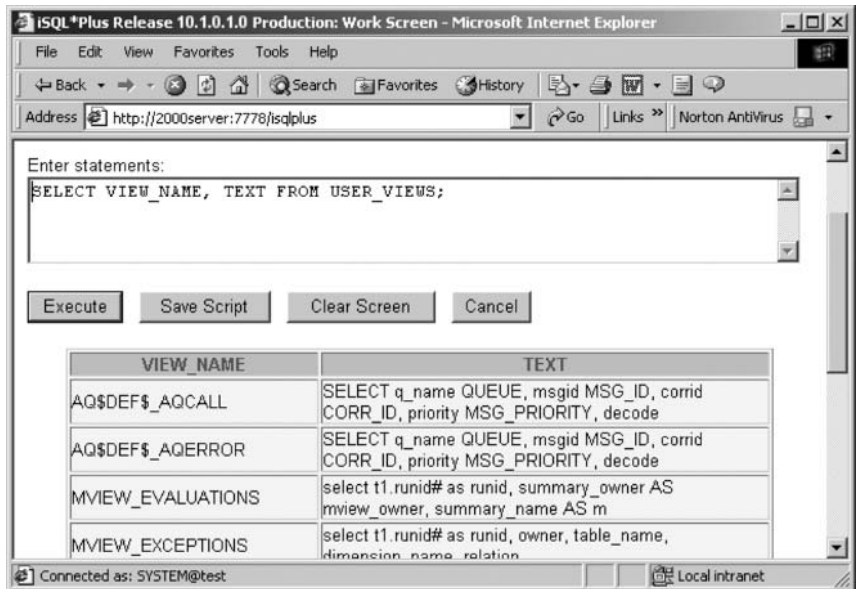 iSQL*Plus Release 10.1.0.1.0 Production: Work Screen - Microsoft Internet Explorer
File Edit View Favorites Tools Help
Back Search Favorites History
Address http://2000server:7778/isqlplus Go Links » Norton AntiVirus
Enter statements:
SELECT VIEW_NAME, TEXT FROM USER_VIEWS;
Execute Save Script Clear Screen Cancel
VIEW_NAME TEXT
AQ$DEF$_AQCALL
SELECT q_name QUEUE, msgid MSG_ID, corrid
CORR_ID, priority MSG_PRIORITY, decode
AQ$DEF$_AQERROR
SELECT q_name QUEUE, msgid MSG_ID, corrid
CORR_ID, priority MSG_PRIORITY, decode
MVIEW_EVALUATIONS
select t1.runid# as runid, summary_owner AS
mview_owner, summary_name AS m
MVIEW_EXCEPTIONS
select t1.runid# as runid, owner, table_name,
dimension_name, relation
Connected as: SYSTEM@test Local intranet